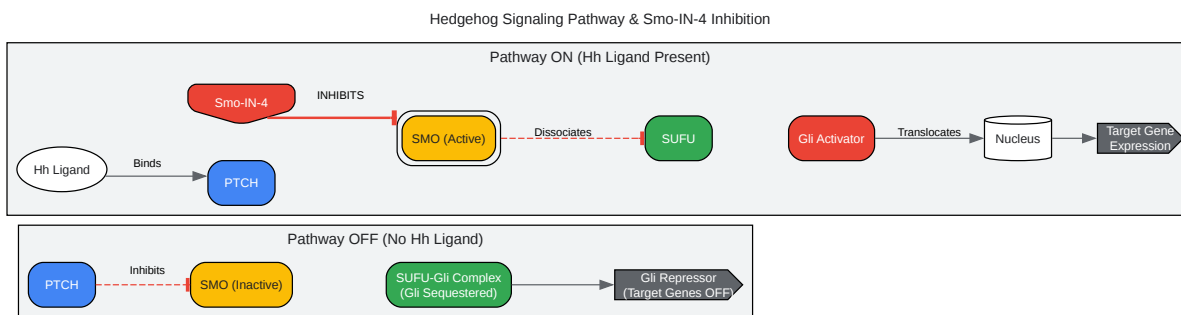 Hedgehog Signaling Pathway & Smo-IN-4 Inhibition
Pathway ON (Hh Ligand Present)
Smo-IN-4
INHIBITS
SMO (Active)
Dissociates
SUFU
Gli Activator
Translocates
Nucleus
Target Gene
Expression
Hh Ligand
Binds
PTCH
Pathway OFF (No Hh Ligand)
PTCH
Inhibits
SMO (Inactive)
SUFU-Gli Complex
(Gli Sequestered)
Gli Repressor
(Target Genes OFF)